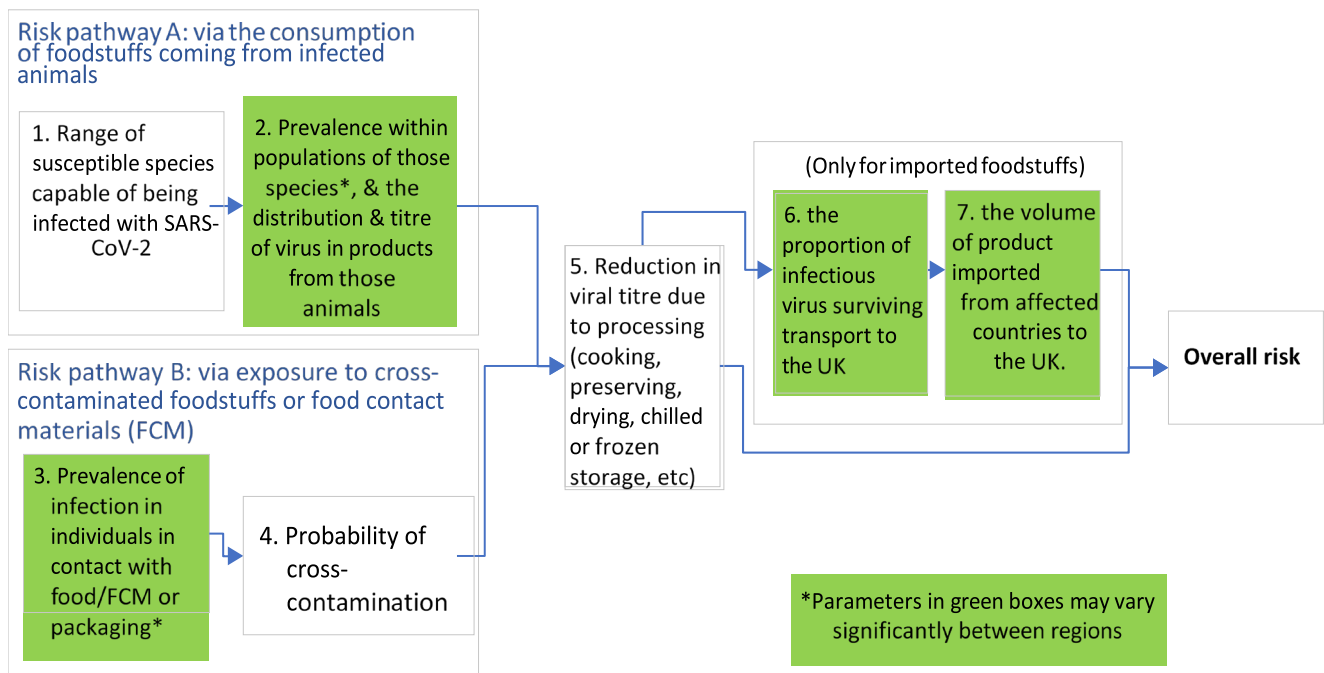 Risk pathway A: via the consumption
of foodstuffs coming from infected
animals
1. Range of
susceptible species
capable of being
infected with SARS-
CoV-2
2. Prevalence within
populations of those
species*, & the
distribution & titre
of virus in products
from those
animals
Risk pathway B: via exposure to cross-
contaminated foodstuffs or food contact
materials (FCM)
3. Prevalence of
infection in
individuals in
contact with
food/FCM or
packaging*
4. Probability of
cross-
contamination
5. Reduction in
viral titre due
to processing
(cooking,
preserving,
drying, chilled
or frozen
storage, etc)
(Only for imported foodstuffs)
6. the
proportion of
infectious
virus surviving
transport to
the UK
7. the volume
of product
imported
from affected
countries to
the UK.
Overall risk
*Parameters in green boxes may vary
significantly between regions